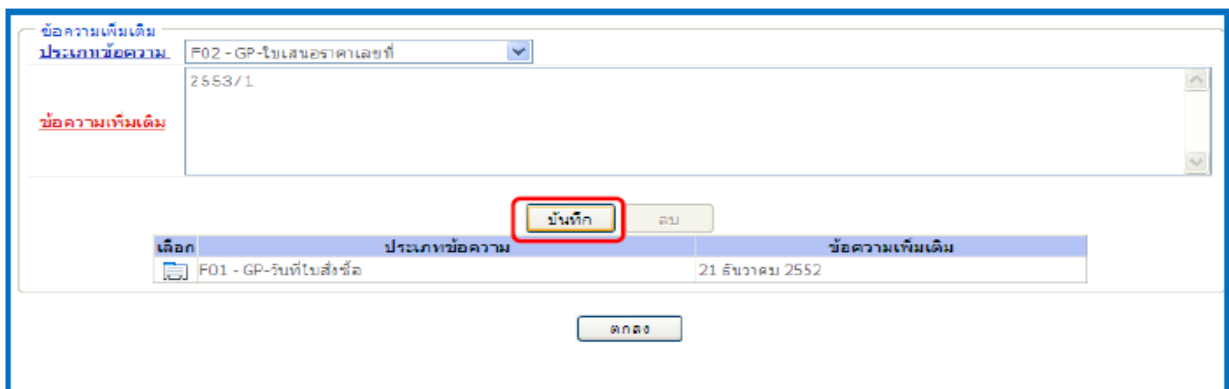 ข้อความเพิ่มเติม
ประเภทข้อความ F02 - GP-ใบเสนอราคาเลขที่
2553/1
ข้อความเพิ่มเติม
บันทึก ลบ
เลือก ประเภทข้อความ ข้อความเพิ่มเติม
F01 - GP-วันที่ใบสั่งซื้อ 21 ธันวาคม 2552
ตกลง